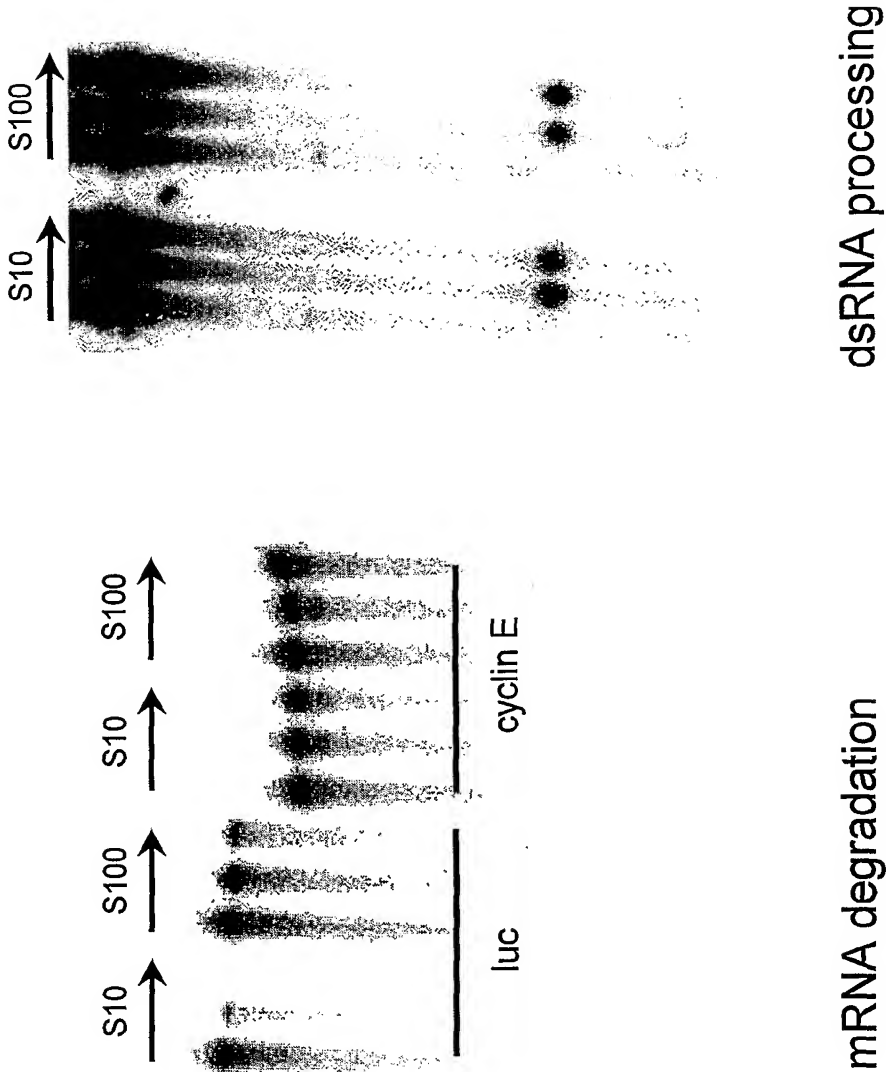 S10 S100 S10 S100
luc cyclin E
mRNA degradation
S10 S100
dsRNA processing